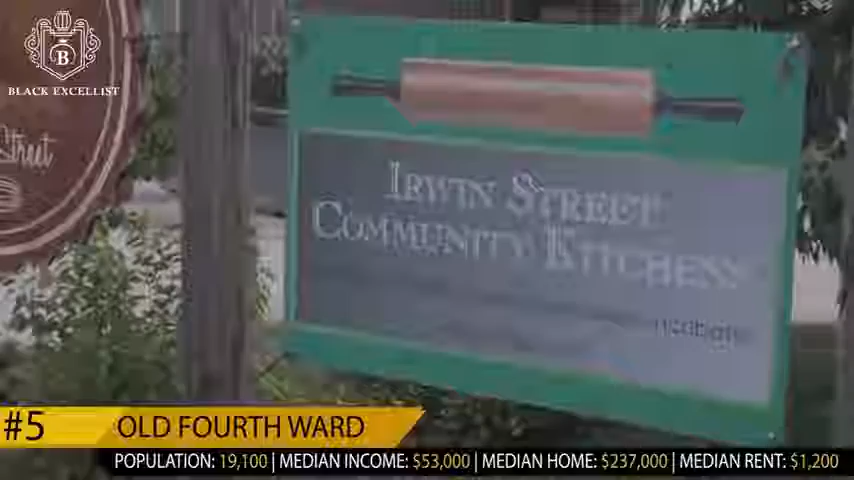 B
BLACK EXCELLIST
Street
IRWIN STREET
COMMUNITY KITCHENS
#5 OLD FOURTH WARD
POPULATION: 19,100 | MEDIAN INCOME: $53,000 | MEDIAN HOME: $237,000 | MEDIAN RENT: $1,200